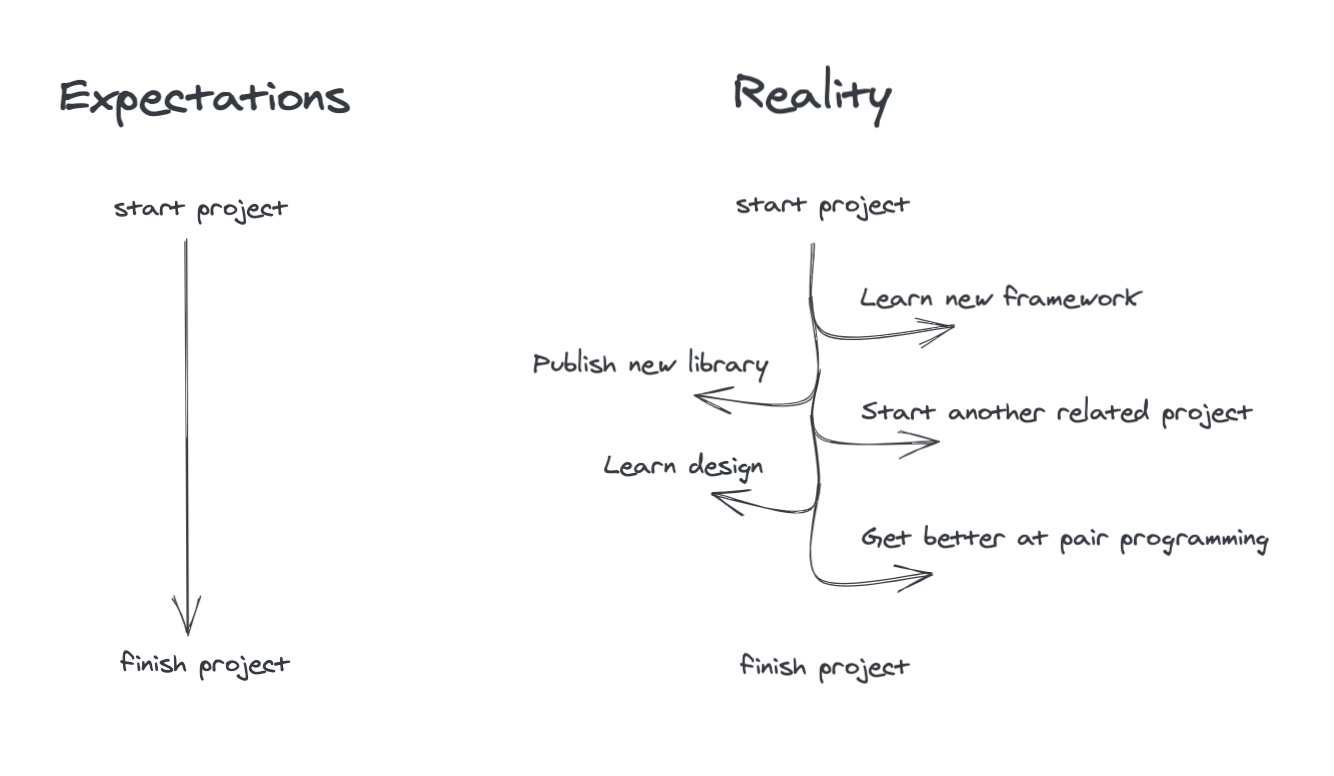 Expectations
Reality
start project
start project
Learn new framework
Publish new library
Start another related project
Learn design
Get better at pair programming
finish project
finish project